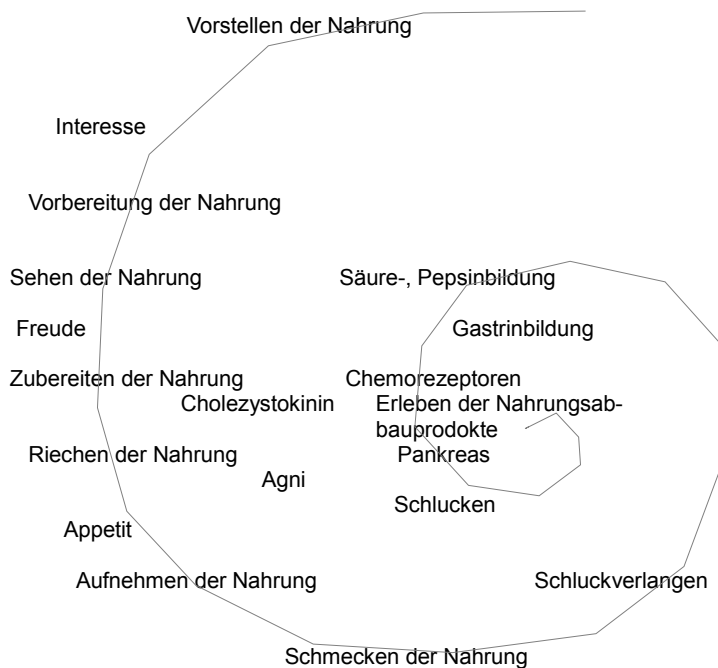 Vorstellen der Nahrung
Interesse
Vorbereitung der Nahrung
Sehen der Nahrung
Säure-, Pepsinbildung
Freude
Gastrinbildung
Zubereiten der Nahrung
Chemorezeptoren
Cholezystokinin
Erleben der Nahrungsab-
bauprodokte
Riechen der Nahrung
Pankreas
Agni
Schlucken
Appetit
Aufnehmen der Nahrung
Schluckverlangen
Schmecken der Nahrung